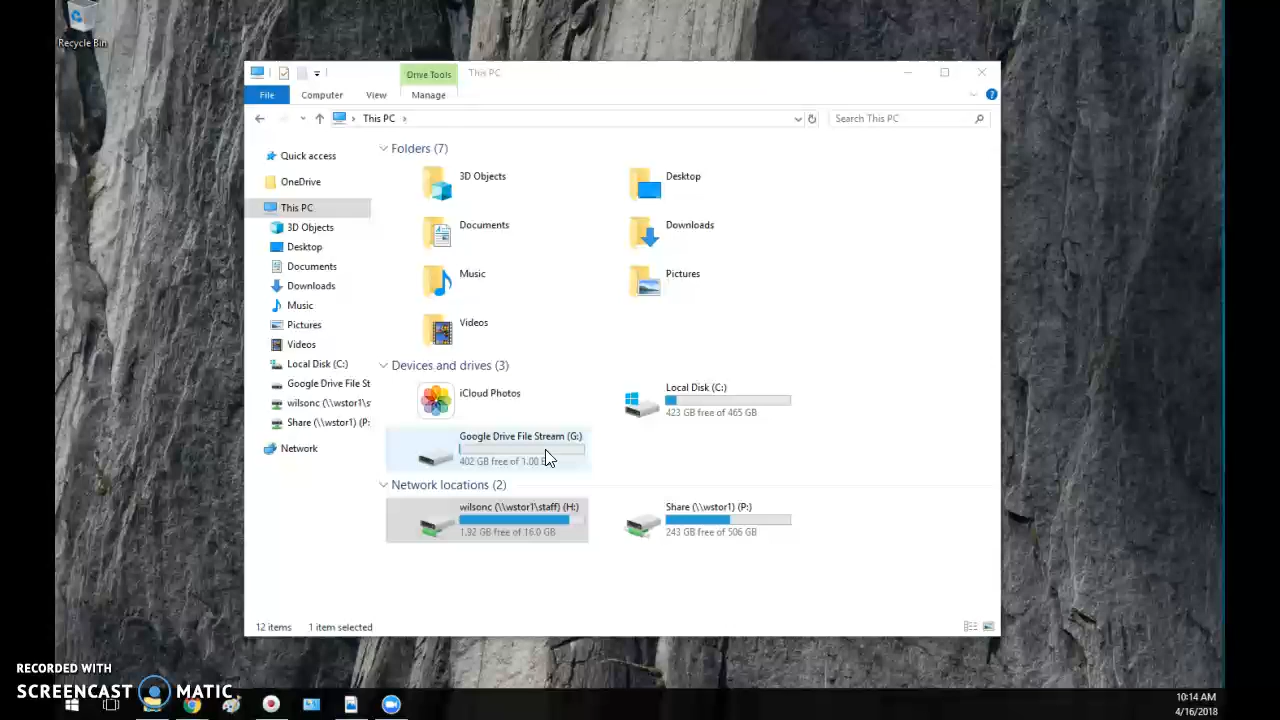 Recycle Bin
Drive Tools
This PC
File
Computer
View
Manage
This PC
Search This PC
Quick access
OneDrive
This PC
3D Objects
Desktop
Documents
Downloads
Music
Pictures
Videos
Local Disk (C:)
Google Drive File St
wilsonc (\\wstor1\s
Share (\\wstor1) (P:
Network
Folders (7)
3D Objects
Desktop
Documents
Downloads
Music
Pictures
Videos
Devices and drives (3)
iCloud Photos
Local Disk (C:)
423 GB free of 465 GB
Google Drive File Stream (G:)
402 GB free of 1.00
Network locations (2)
wilsonc (\\wstor1\staff) (H:)
1.92 GB free of 16.0 GB
Share (\\wstor1) (P:)
243 GB free of 506 GB
12 items
1 item selected
RECORDED WITH
SCREENCAST MATIC
10:14 AM
4/16/2018